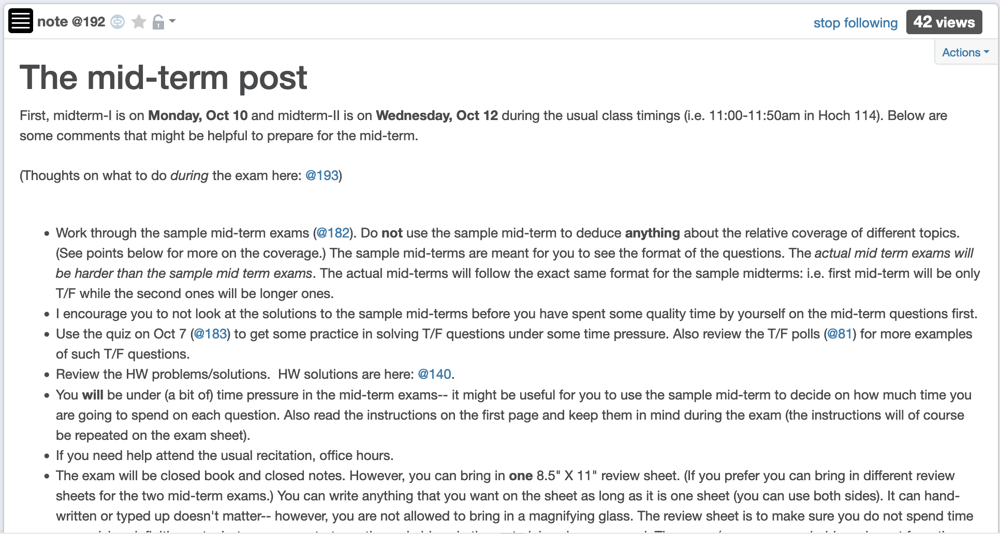 note @192
stop following
42 views
Actions
The mid-term post
First, midterm-I is on Monday, Oct 10 and midterm-II is on Wednesday, Oct 12 during the usual class timings (i.e. 11:00-11:50am in Hoch 114). Below are
some comments that might be helpful to prepare for the mid-term.
(Thoughts on what to do during the exam here: @193)
• Work through the sample mid-term exams (@182). Do not use the sample mid-term to deduce anything about the relative coverage of different topics.
(See points below for more on the coverage.) The sample mid-terms are meant for you to see the format of the questions. The actual mid term exams will
be harder than the sample mid term exams. The actual mid-terms will follow the exact same format for the sample midterms: i.e. first mid-term will be only
T/F while the second ones will be longer ones.
• I encourage you to not look at the solutions to the sample mid-terms before you have spent some quality time by yourself on the mid-term questions first.
• Use the quiz on Oct 7 (@183) to get some practice in solving T/F questions under some time pressure. Also review the T/F polls (@81) for more examples
of such T/F questions.
• Review the HW problems/solutions.  HW solutions are here: @140.
• You will be under (a bit of) time pressure in the mid-term exams-- it might be useful for you to use the sample mid-term to decide on how much time you
are going to spend on each question. Also read the instructions on the first page and keep them in mind during the exam (the instructions will of course
be repeated on the exam sheet).
• If you need help attend the usual recitation, office hours.
• The exam will be closed book and closed notes. However, you can bring in one 8.5" X 11" review sheet. (If you prefer you can bring in different review
sheets for the two mid-term exams.) You can write anything that you want on the sheet as long as it is one sheet (you can use both sides). It can hand-
written or typed up doesn't matter-- however, you are not allowed to bring in a magnifying glass. The review sheet is to make sure you do not spend time